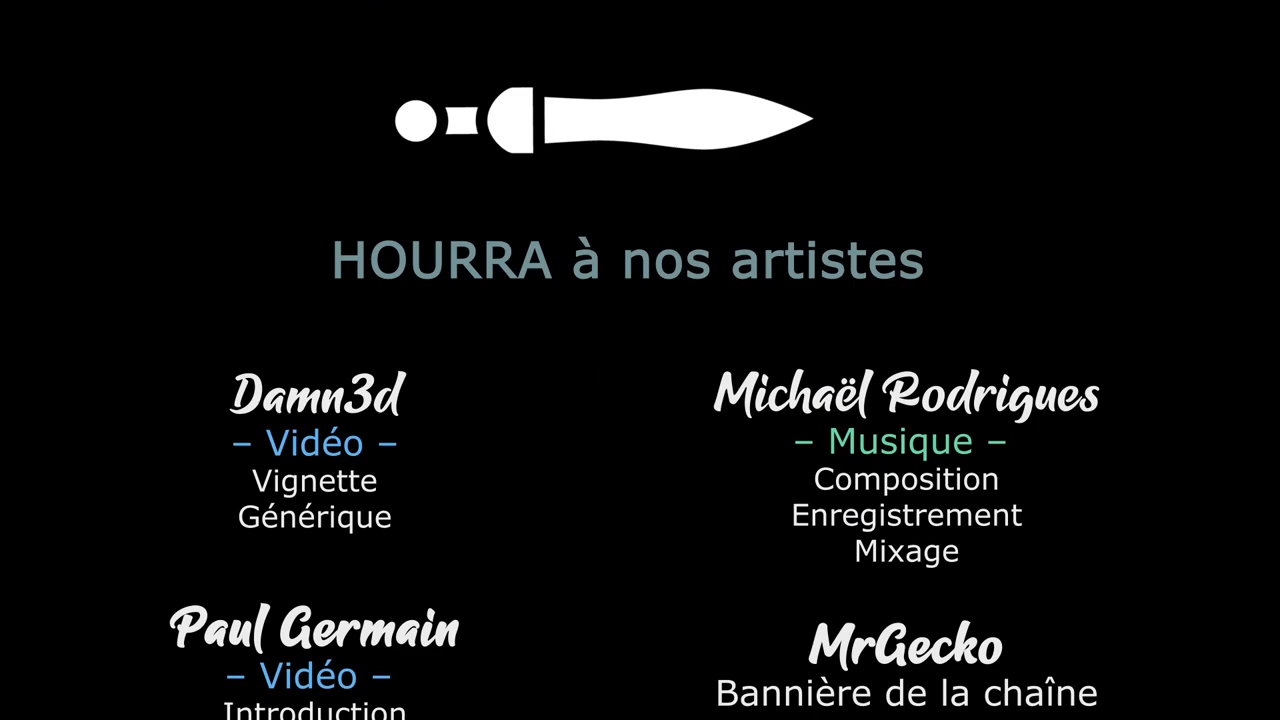 HOURRA à nos artistes
Damn3d
– Vidéo –
Vignette
Générique
Michaël Rodrigues
– Musique –
Composition
Enregistrement
Mixage
Paul Germain
– Vidéo –
Introduction
MrGecko
Bannière de la chaîne